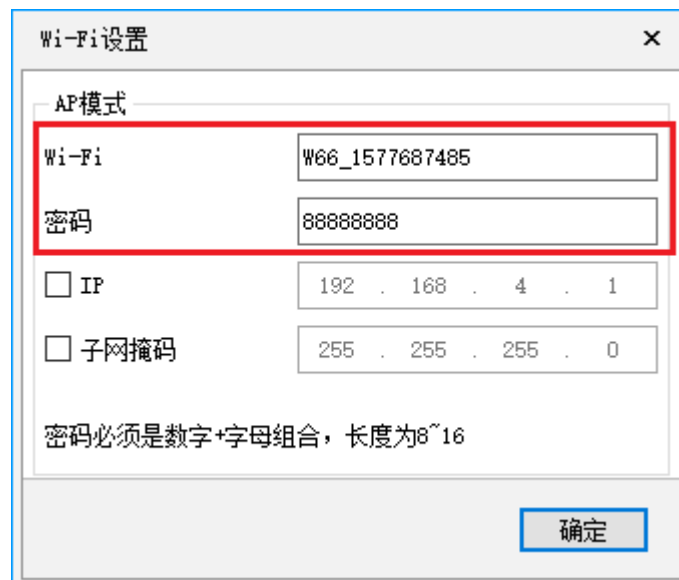 Wi-Fi设置
AP模式
Wi-Fi W66_1577687485
密码 88888888
IP 192 . 168 . 4 . 1
子网掩码 255 . 255 . 255 . 0
密码必须是数字+字母组合，长度为8~16
确定